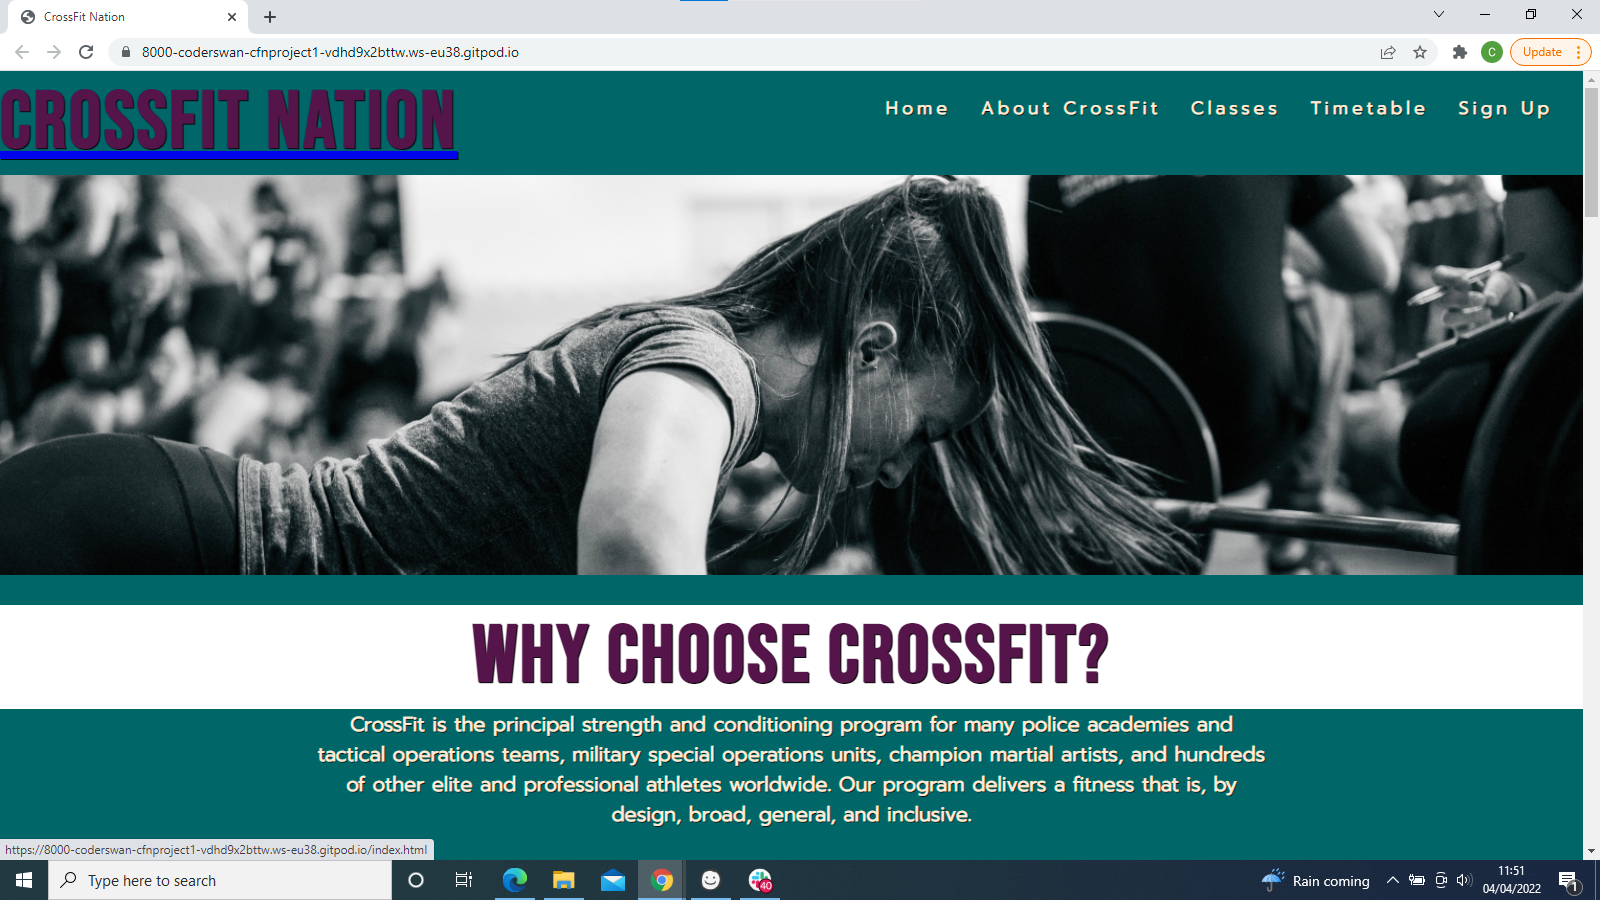 CrossFit Nation
8000-coderswan-cfnproject1-vdhd9x2bttw.ws-eu38.gitpod.io
C
Update
CROSSFIT NATION
Home About CrossFit Classes Timetable Sign Up
WHY CHOOSE CROSSFIT?
CrossFit is the principal strength and conditioning program for many police academies and
tactical operations teams, military special operations units, champion martial artists, and hundreds
of other elite and professional athletes worldwide. Our program delivers a fitness that is, by
design, broad, general, and inclusive.
https://8000-coderswan-cfnproject1-vdhd9x2bttw.ws-eu38.gitpod.io/index.html
Type here to search
40
Rain coming
11:51
04/04/2022
1